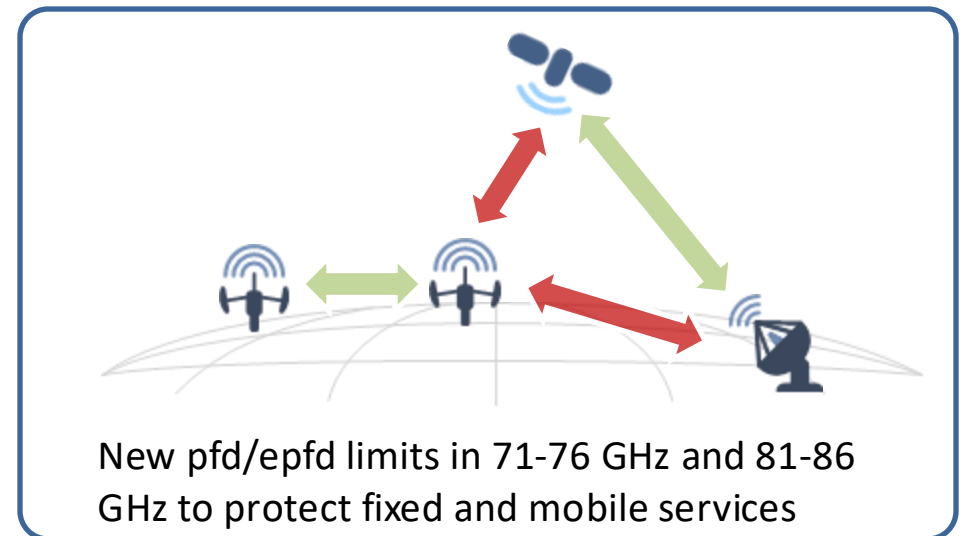 New pfd/epfd limits in 71-76 GHz and 81-86
GHz to protect fixed and mobile services